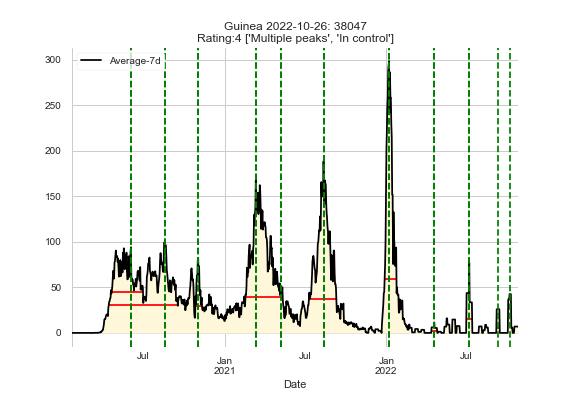 Guinea 2022-10-26: 38047
Rating:4 ['Multiple peaks', 'In control']
Average-7d
300
250
200
150
100
50
0
Jul
Jan
2021
Jul
Jan
2022
Jul
Date